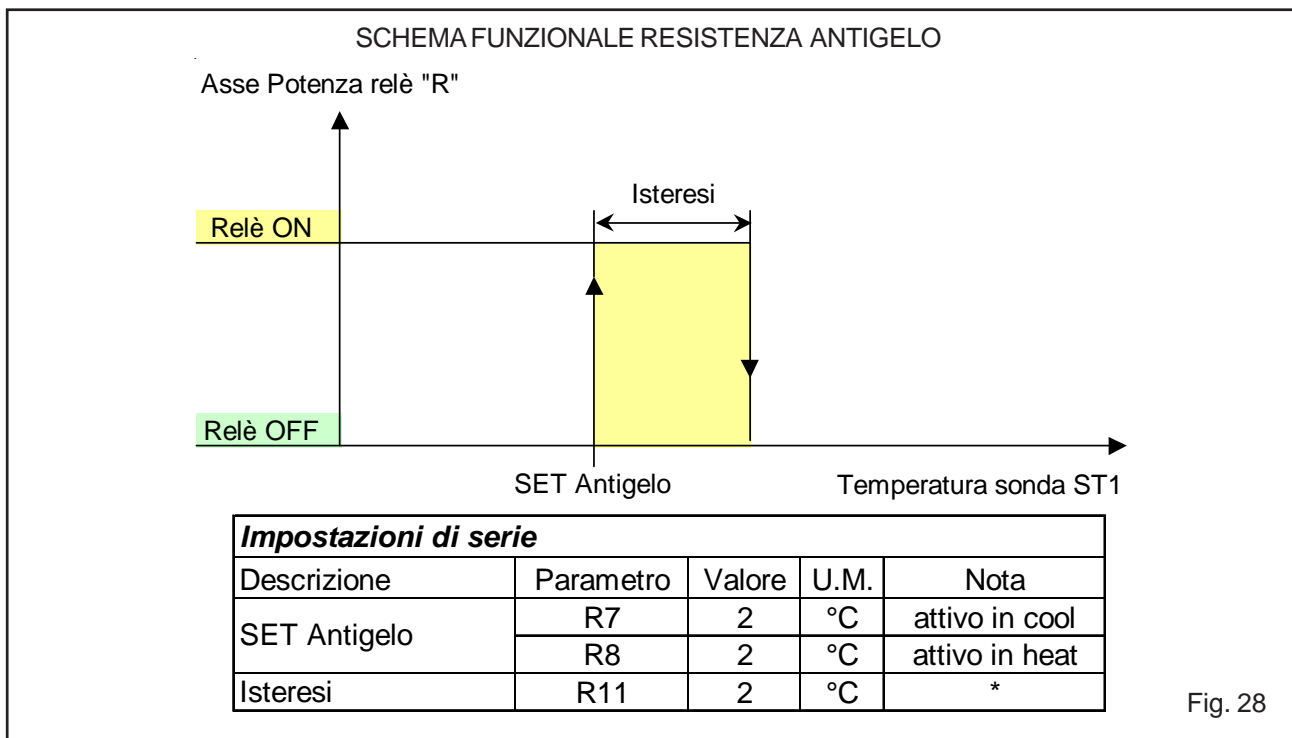 SCHEMA FUNZIONALE RESISTENZA ANTIGELO
Asse Potenza relè "R"
Isteresi
Relè ON
Relè OFF
SET Antigelo
Temperatura sonda ST1
Impostazioni di serie
Descrizione Parametro Valore U.M. Nota
SET Antigelo
R7 2 °C attivo in cool
R8 2 °C attivo in heat
Isteresi R11 2 °C *
Fig. 28